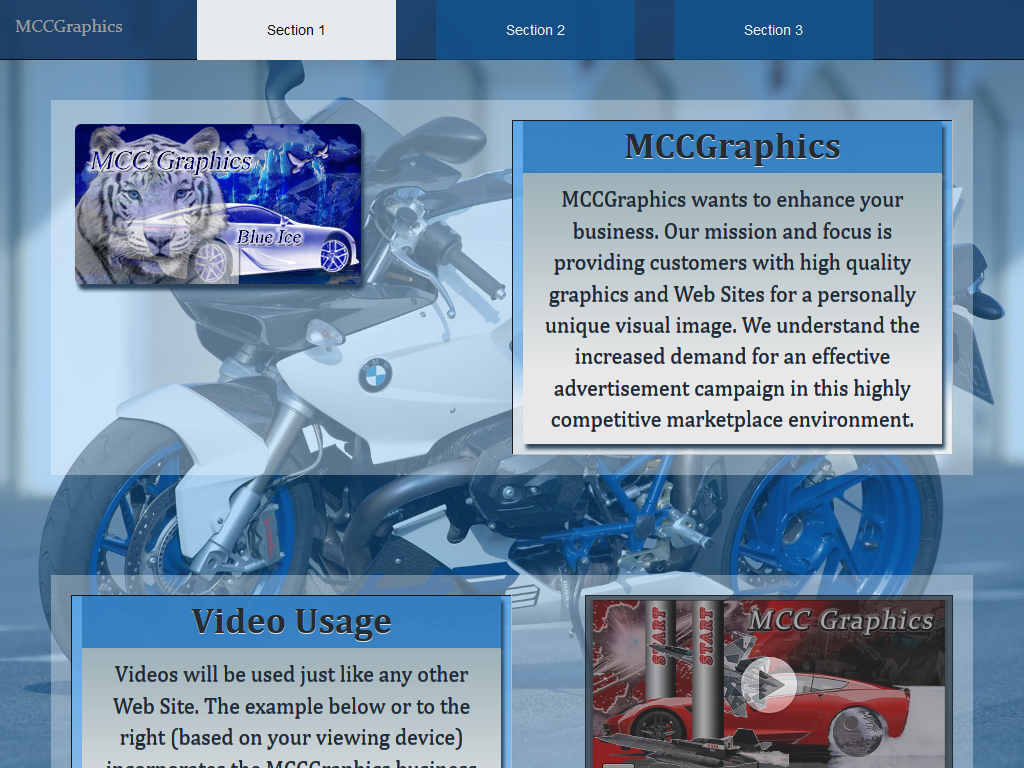 MCCGraphics
Section 1
Section 2
Section 3
MCC Graphics
Blue Ice
MCCGraphics
MCCGraphics wants to enhance your
business. Our mission and focus is
providing customers with high quality
graphics and Web Sites for a personally
unique visual image. We understand the
increased demand for an effective
advertisement campaign in this highly
competitive marketplace environment.
Video Usage
Videos will be used just like any other
Web Site. The example below or to the
right (based on your viewing device)
incorporates the MCCGraphics business
START
START
MCC Graphics